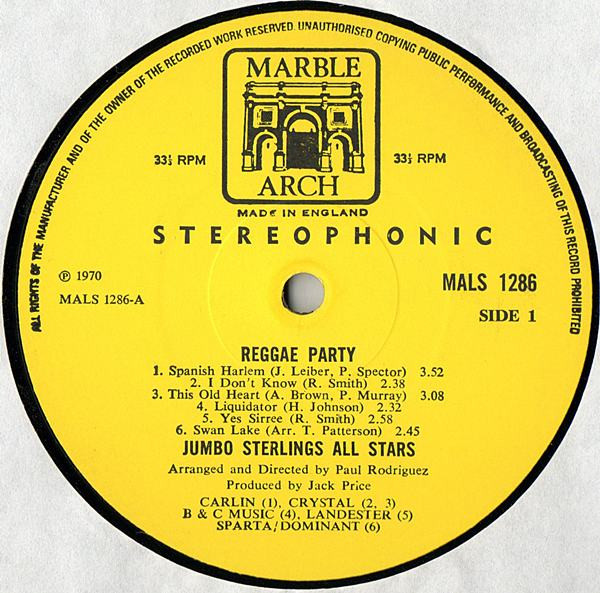 ALL RIGHTS OF THE MANUFACTURER AND OF THE OWNER OF THE RECORDED WORK RESERVED. UNAUTHORISED COPYING PUBLIC PERFORMANCE AND BROADCASTING OF THIS RECORD PROHIBITED
MARBLE
ARCH
33⅓ RPM 33⅓ RPM
MADE IN ENGLAND
STEREOPHONIC
℗ 1970
MALS 1286-A
MALS 1286
SIDE 1
REGGAE PARTY
1. Spanish Harlem (J. Leiber, P. Spector) 3.52
2. I Don't Know (R. Smith) 2.38
3. This Old Heart (A. Brown, P. Murray) 3.08
4. Liquidator (H. Johnson) 2.32
5. Yes Sirree (R. Smith) 2.58
6. Swan Lake (Arr. T. Patterson) 2.45
JUMBO STERLINGS ALL STARS
Arranged and Directed by Paul Rodriguez
Produced by Jack Price
CARLIN (1), CRYSTAL (2, 3)
B & C MUSIC (4), LANDESTER (5)
SPARTA/DOMINANT (6)